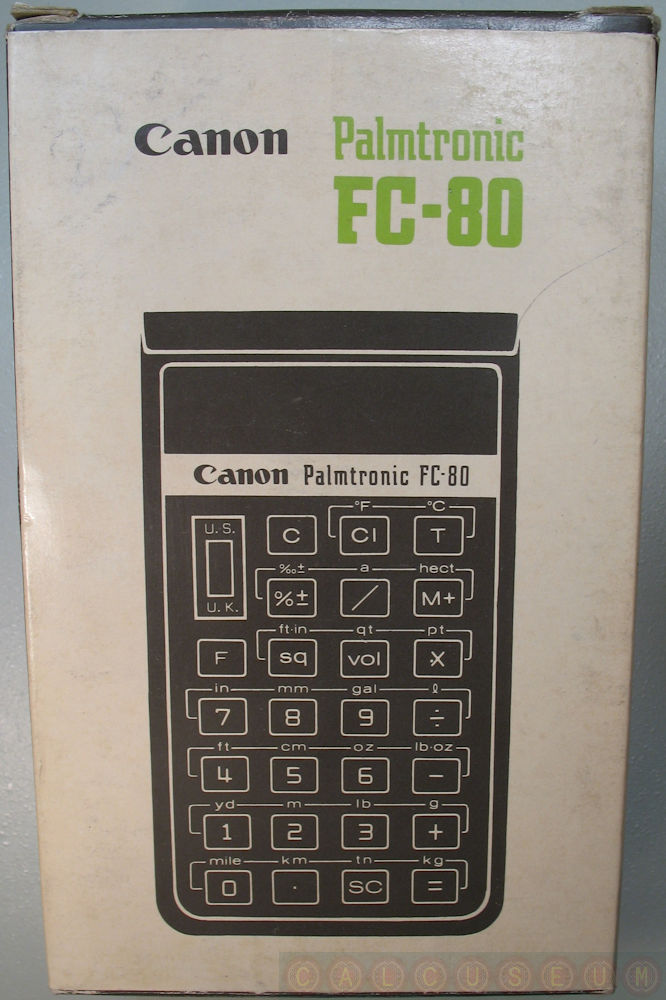 Canon Palmtronic
FC-80
Canon Palmtronic FC-80
°F °C
U.S. C CI T
‰± a hect
U.K. %± / M+
ft·in qt pt
F sq vol ·X
in mm gal ℓ
7 8 9 ÷
ft cm oz lb·oz
4 5 6 −
yd m lb g
1 2 3 +
mile km tn kg
0 · SC =
CALCUSEUM